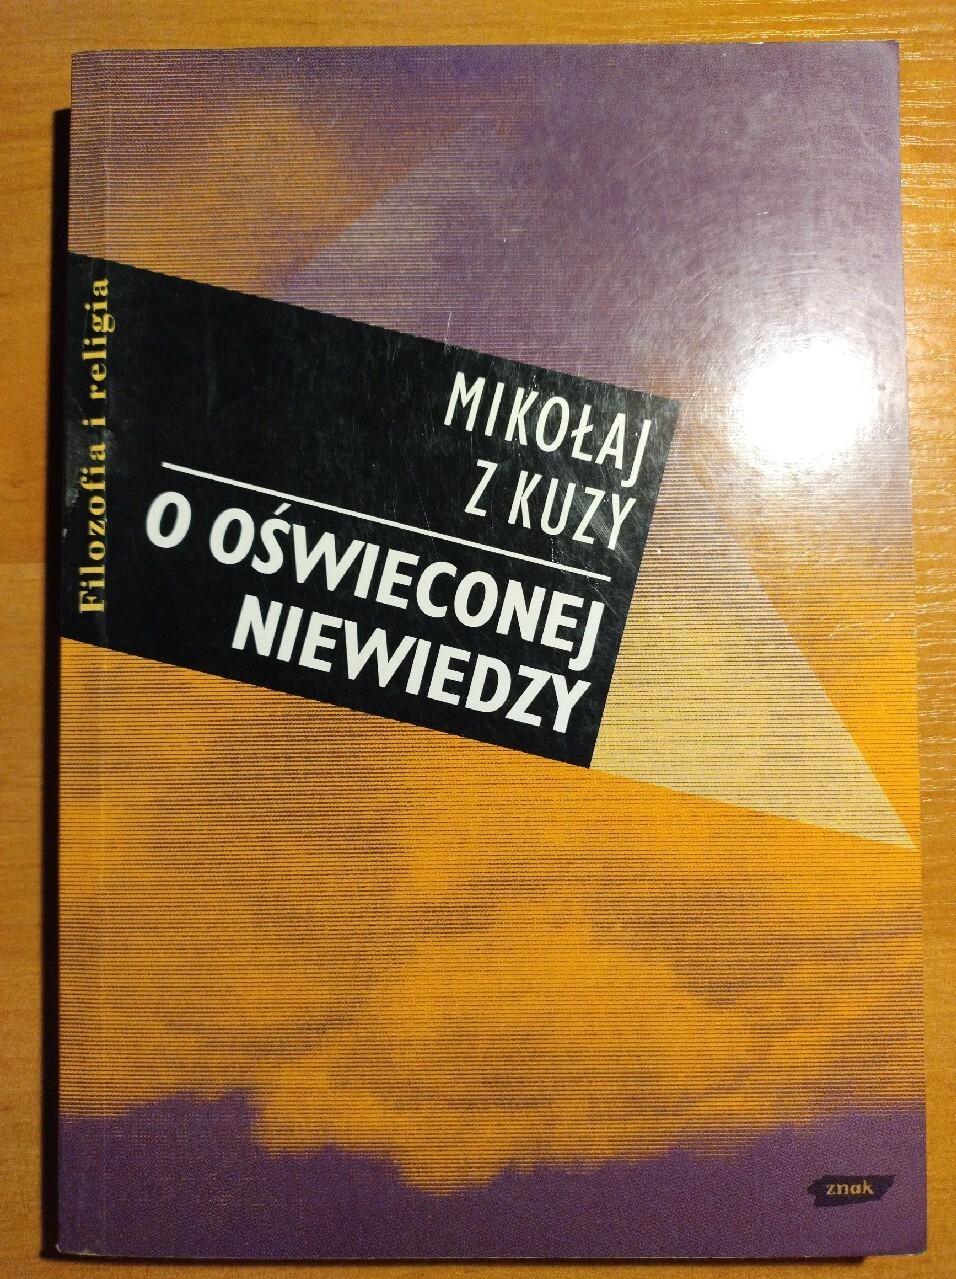 Filozofia i religia
MIKOŁAJ
Z KUZY
O OŚWIECONEJ
NIEWIEDZY
znak